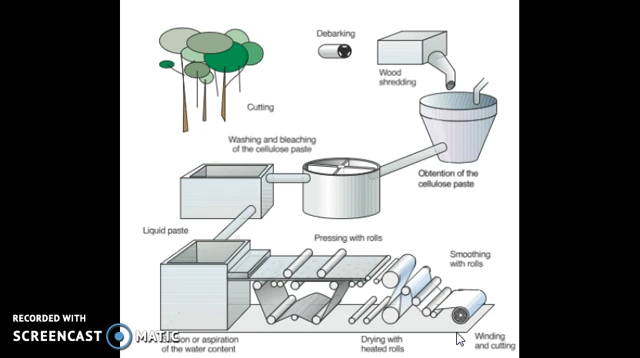 Debarking
Wood
shredding
Cutting
Washing and bleaching
of the cellulose paste
Obtention of the
cellulose paste
Liquid paste
Pressing with rolls
Smoothing
with rolls
RECORDED WITH
SCREENCAST MATIC
or aspiration
of the water content
Drying with
heated rolls
Winding
and cutting